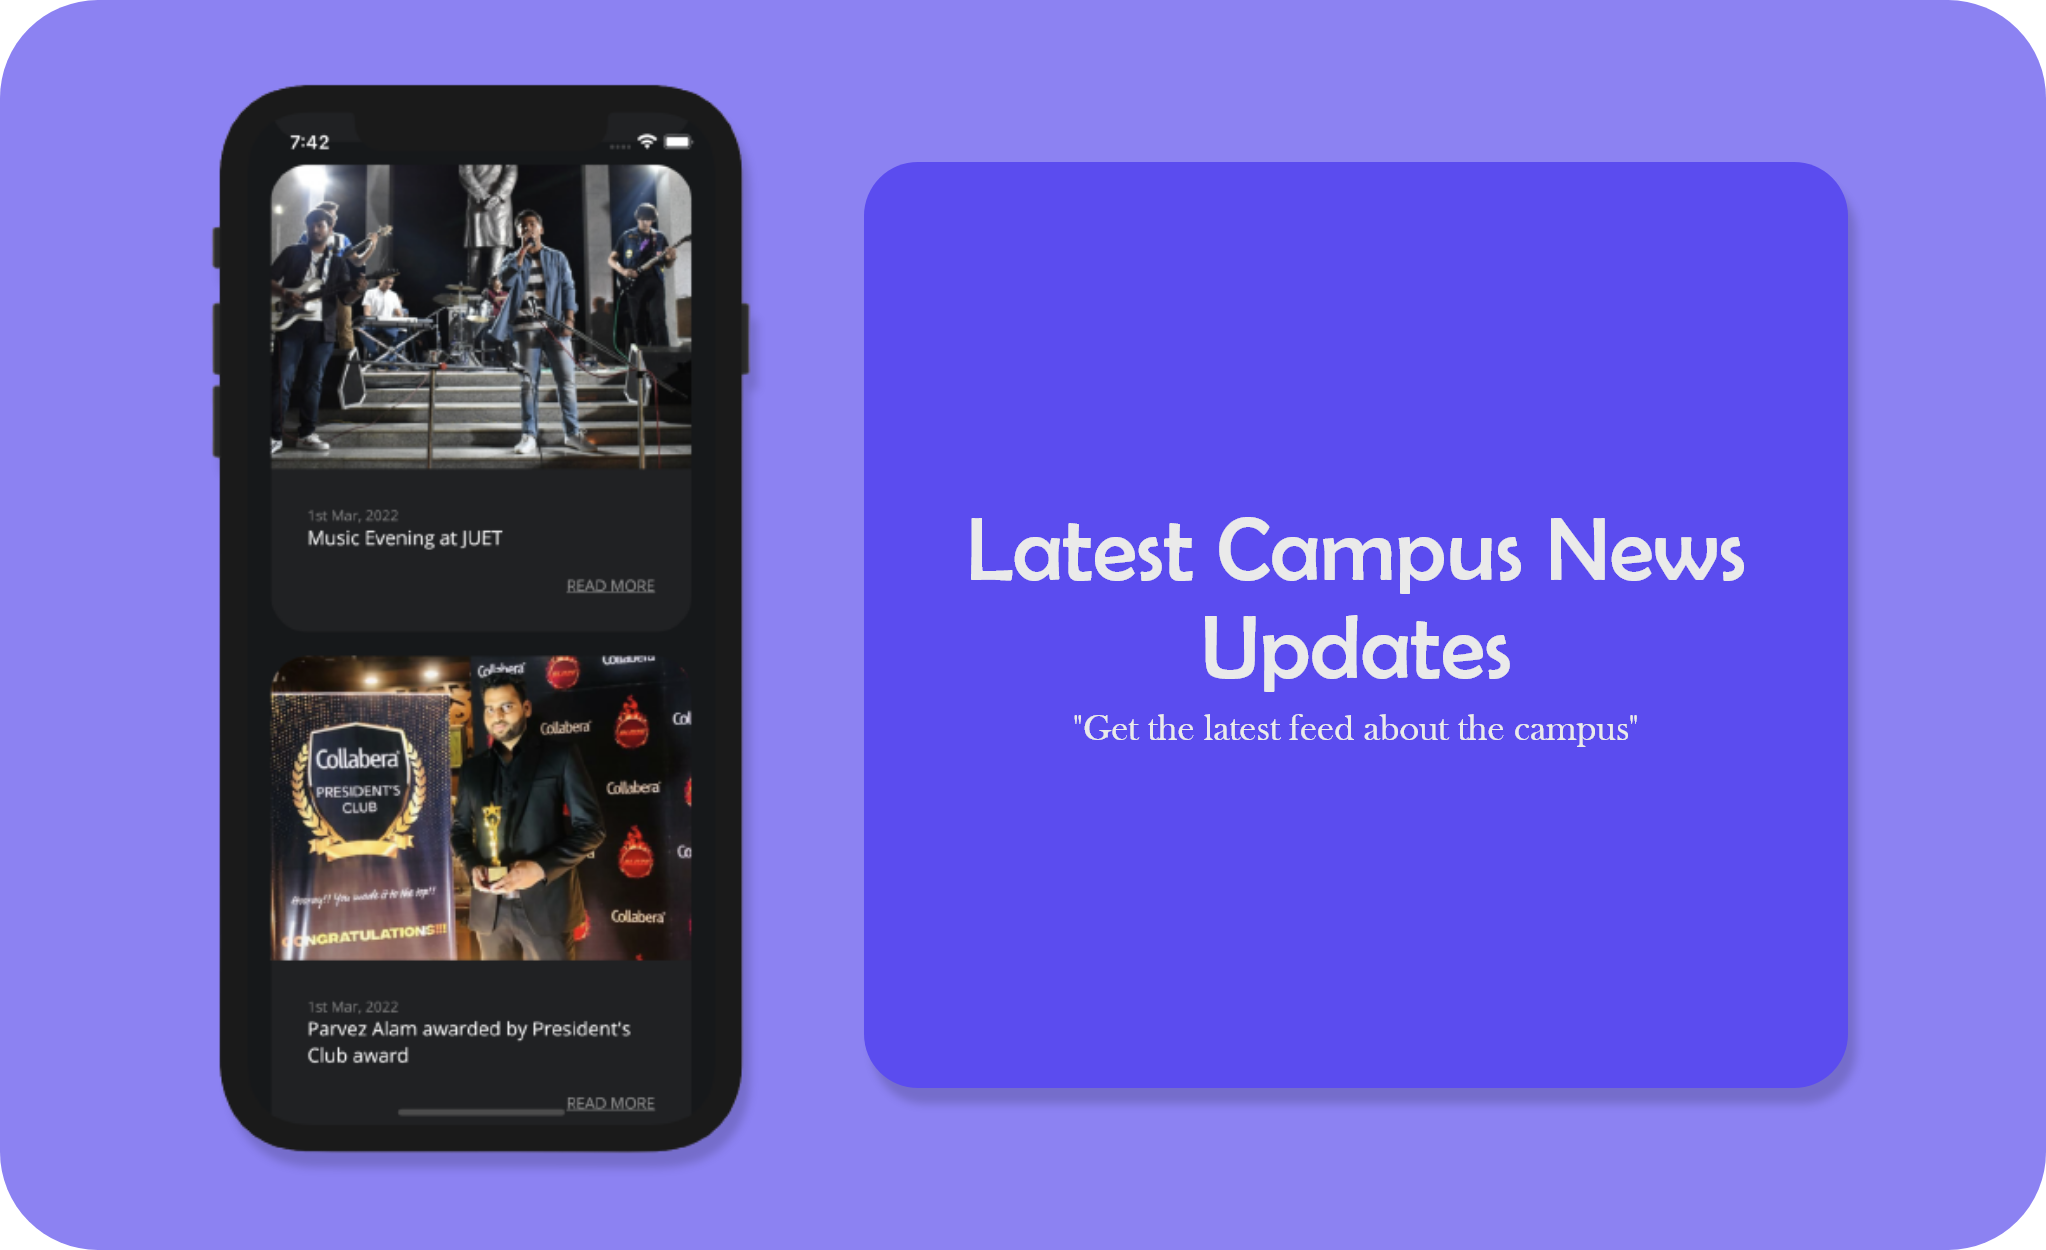 7:42
1st Mar, 2022
Music Evening at JUET
READ MORE
Collabera
Collabera
Collabera
Col
Collabera
PRESIDENT'S
CLUB
Collabera
Co
Hooray!! You made it to the top!!
Collabera
CONGRATULATIONS!!!
1st Mar, 2022
Parvez Alam awarded by President's
Club award
READ MORE
Latest Campus News
Updates
"Get the latest feed about the campus"